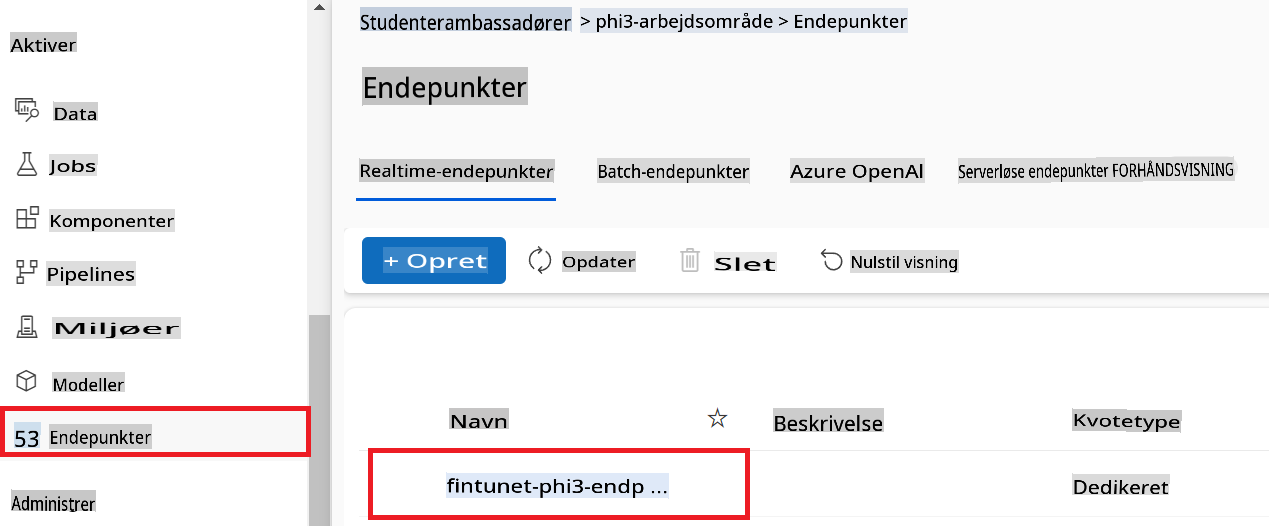 Aktiver
Data
Jobs
Komponenter
Pipelines
Miljøer
Modeller
53 Endepunkter
Administrer
Studenterambassadører > phi3-arbejdsområde > Endepunkter
Endepunkter
Realtime-endepunkter Batch-endepunkter Azure OpenAI Serverløse endepunkter FORHÅNDSVISNING
+ Opret Opdater Slet Nulstil visning
Navn Beskrivelse Kvotetype
fintunet-phi3-endp ... Dedikeret